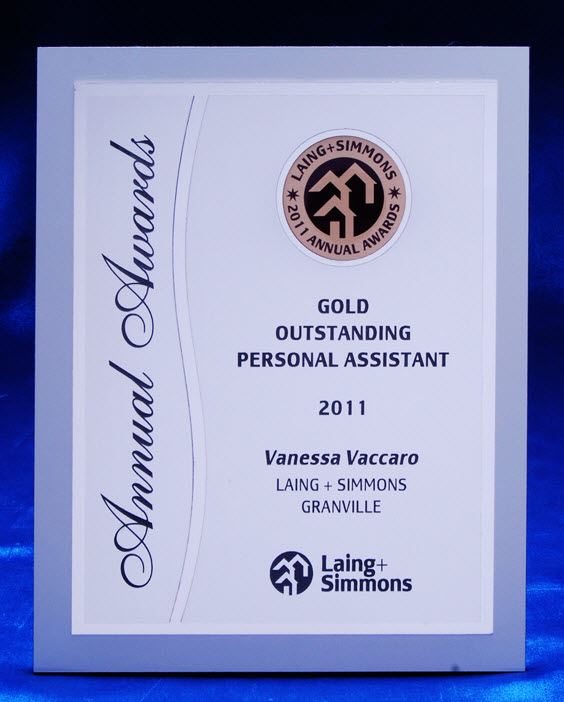 Annual Awards
LAING+SIMMONS
2011 ANNUAL AWARDS
GOLD
OUTSTANDING
PERSONAL ASSISTANT
2011
Vanessa Vaccaro
LAING + SIMMONS
GRANVILLE
Laing+
Simmons